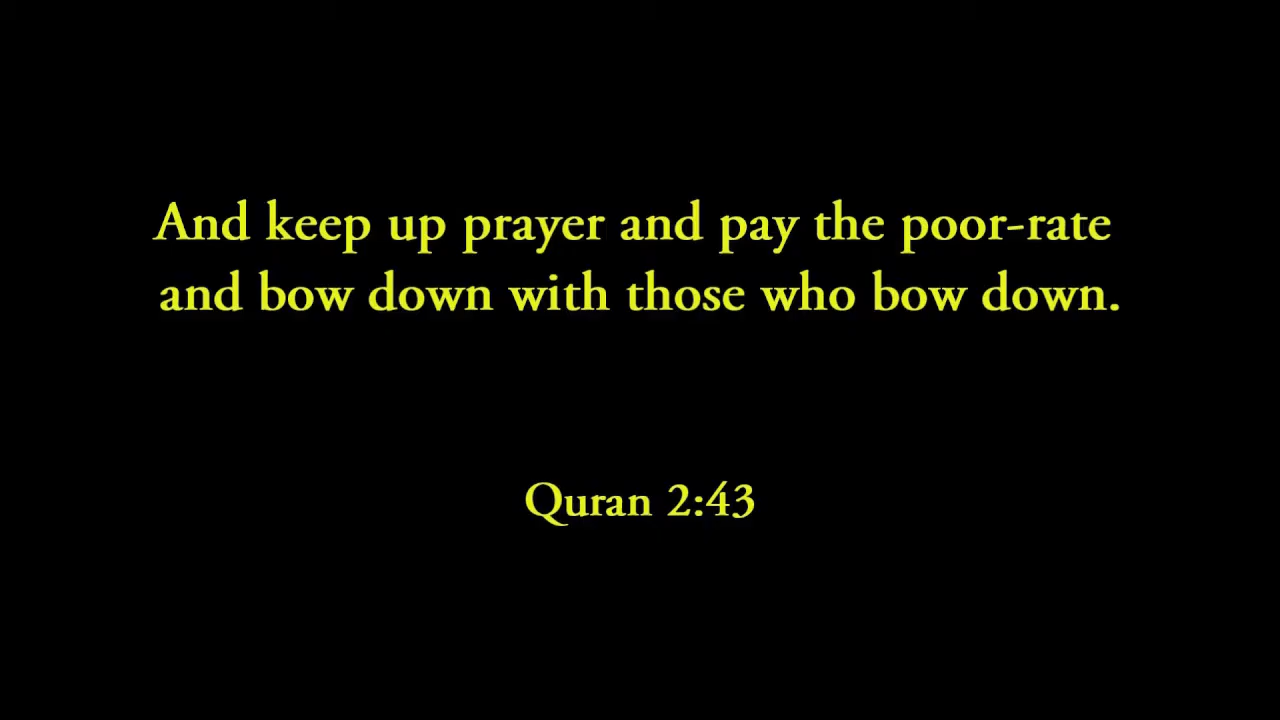 And keep up prayer and pay the poor-rate
and bow down with those who bow down.
Quran 2:43